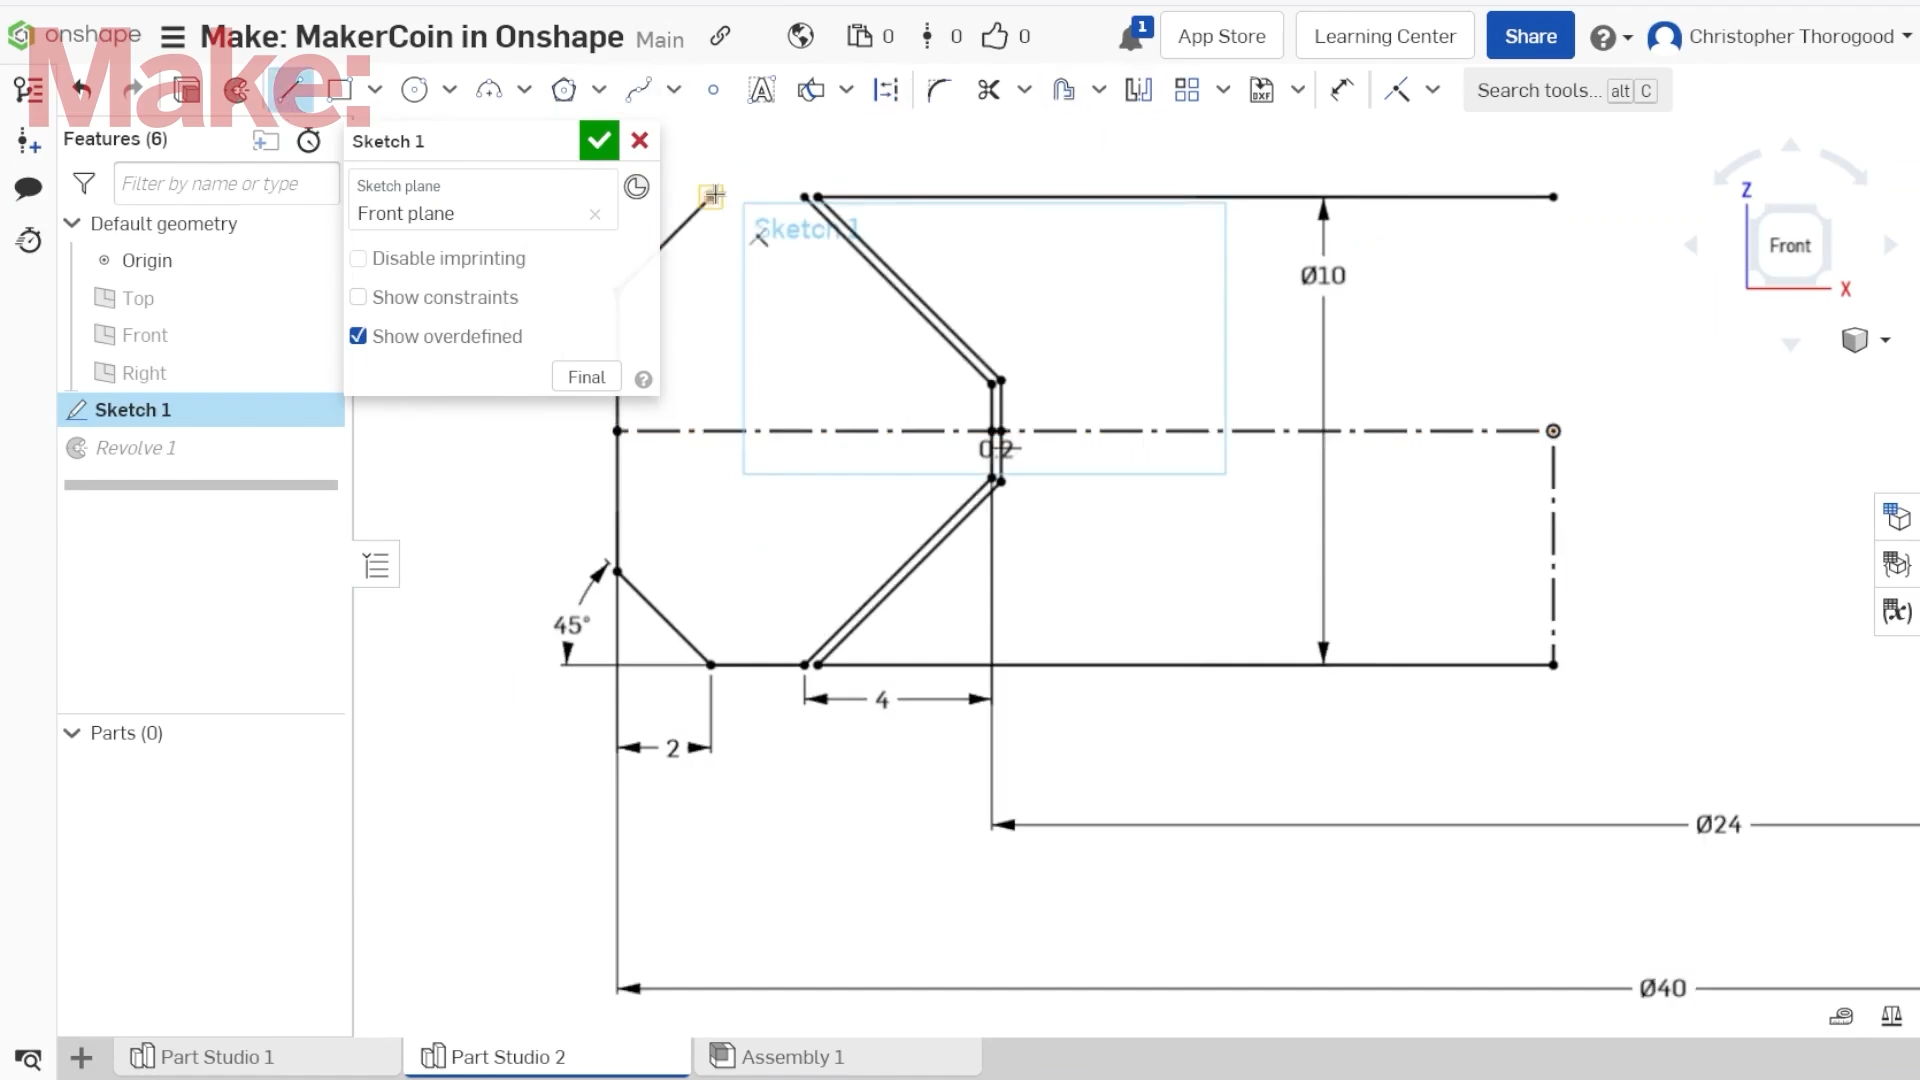 onshape
Make: MakerCoin in Onshape Main
0 0 0
1
App Store
Learning Center
Share
Christopher Thorogood
Make:
DXF
Search tools... alt C
Features (6)
Filter by name or type
Default geometry
Origin
Top
Front
Right
Sketch 1
Revolve 1
Parts (0)
Sketch 1
Sketch plane
Front plane
Disable imprinting
Show constraints
Show overdefined
Final
Sketch 1
Ø10
0.2
45°
4
2
Ø24
Ø40
Z
Front
X
Part Studio 1
Part Studio 2
Assembly 1